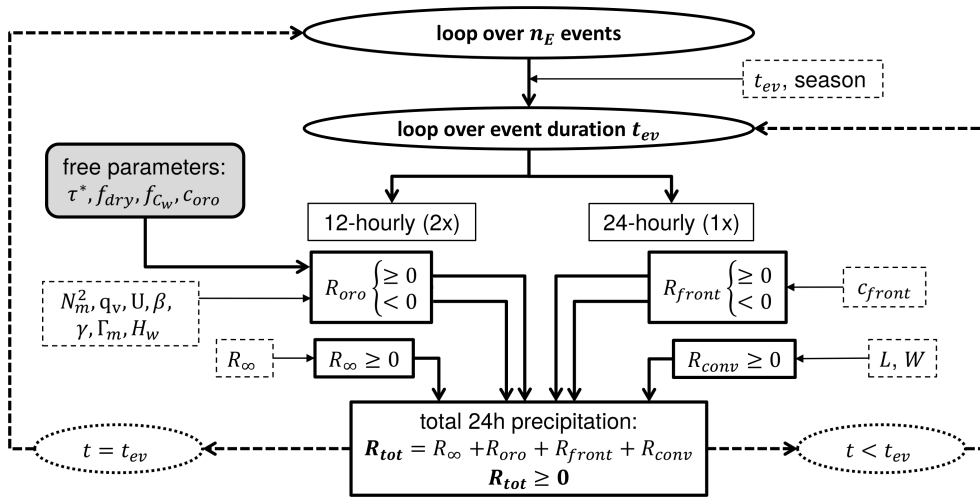 loop over n_E events
t_ev, season
loop over event duration t_ev
free parameters:
τ*, f_dry, f_C_w, c_oro
12-hourly (2x)
24-hourly (1x)
R_oro { ≥ 0
< 0
R_front { ≥ 0
< 0
N_m^2, q_v, U, β,
γ, Γ_m, H_w
c_front
R_∞
R_∞ ≥ 0
R_conv ≥ 0
L, W
total 24h precipitation:
R_tot = R_∞ +R_oro + R_front + R_conv
R_tot ≥ 0
t = t_ev
t < t_ev